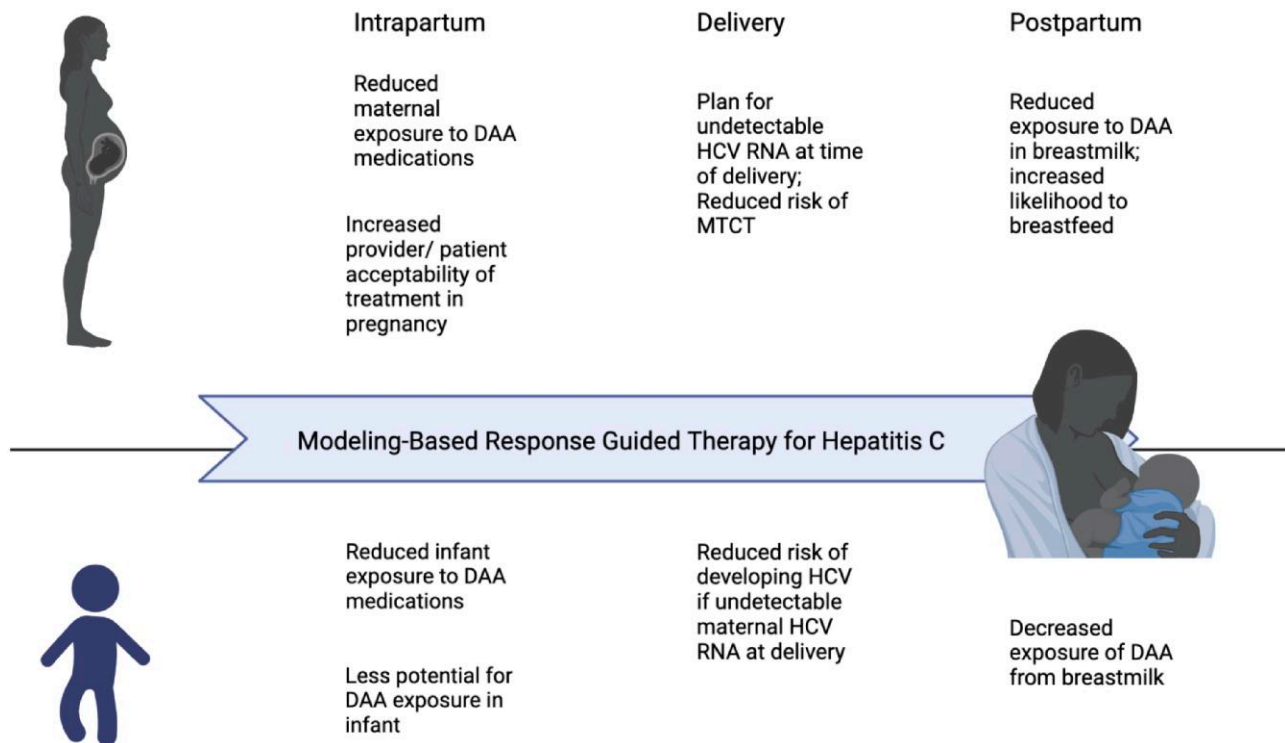 Intrapartum
Reduced
maternal
exposure to DAA
medications
Increased
provider/ patient
acceptability of
treatment in
pregnancy
Delivery
Plan for
undetectable
HCV RNA at time
of delivery;
Reduced risk of
MTCT
Postpartum
Reduced
exposure to DAA
in breastmilk;
increased
likelihood to
breastfeed
Modeling-Based Response Guided Therapy for Hepatitis C
Reduced infant
exposure to DAA
medications
Less potential for
DAA exposure in
infant
Reduced risk of
developing HCV
if undetectable
maternal HCV
RNA at delivery
Decreased
exposure of DAA
from breastmilk